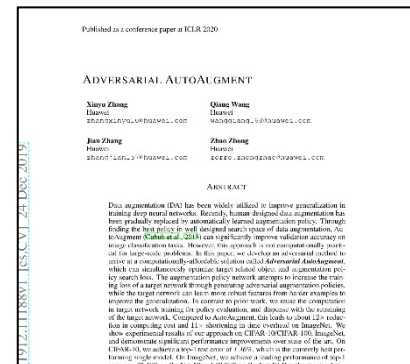 Published as a conference paper at ICLR 2020
ADVERSARIAL AUTOAUGMENT
Xinyu Zhang
Huawei
Qiang Wang
Huawei
Jian Zhang
Huawei
Zhao Zhong
Huawei
ABSTRACT
Data augmentation (DA) has been widely utilized to improve generalization in
training deep neural networks. Recently, human-designed data augmentation has
been gradually replaced by automatically learned augmentation policy. Through
finding the best policy in well-designed search space of data augmentation, Au-
toAugment (Cubuk et al., 2018) can significantly improve validation accuracy on
image classification tasks. However, this approach is not computationally practi-
cal for large-scale problems. In this paper, we develop an adversarial method to
arrive at a computationally-affordable solution called Adversarial AutoAugment,
which can simultaneously optimize target related object and augmentation pol-
icy search loss. The augmentation policy network attempts to increase the train-
ing loss of a target network through generating adversarial augmentation policies,
while the target network can learn more robust features from harder examples to
improve the generalization. In contrast to prior work, we reuse the computation
in target network training for policy evaluation, and dispense with the retraining
of the target network. Compared to AutoAugment, this leads to about 12× reduc-
tion in computing cost and 11× shortening in time overhead on ImageNet. We
show experimental results of our approach on CIFAR-10/CIFAR-100, ImageNet,
and demonstrate significant performance improvements over state of the art. On
CIFAR-10, we achieve a top-1 test error of 1.36%, which is the currently best per-
forming single model. On ImageNet, we achieve a leading performance of top-1
24 Dec 2019